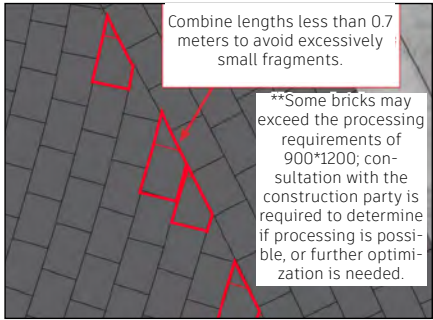 Combine lengths less than 0.7
meters to avoid excessively
small fragments.
**Some bricks may
exceed the processing
requirements of
900*1200; con-
sultation with the
construction party is
required to determine
if processing is possi-
ble, or further optimi-
zation is needed.